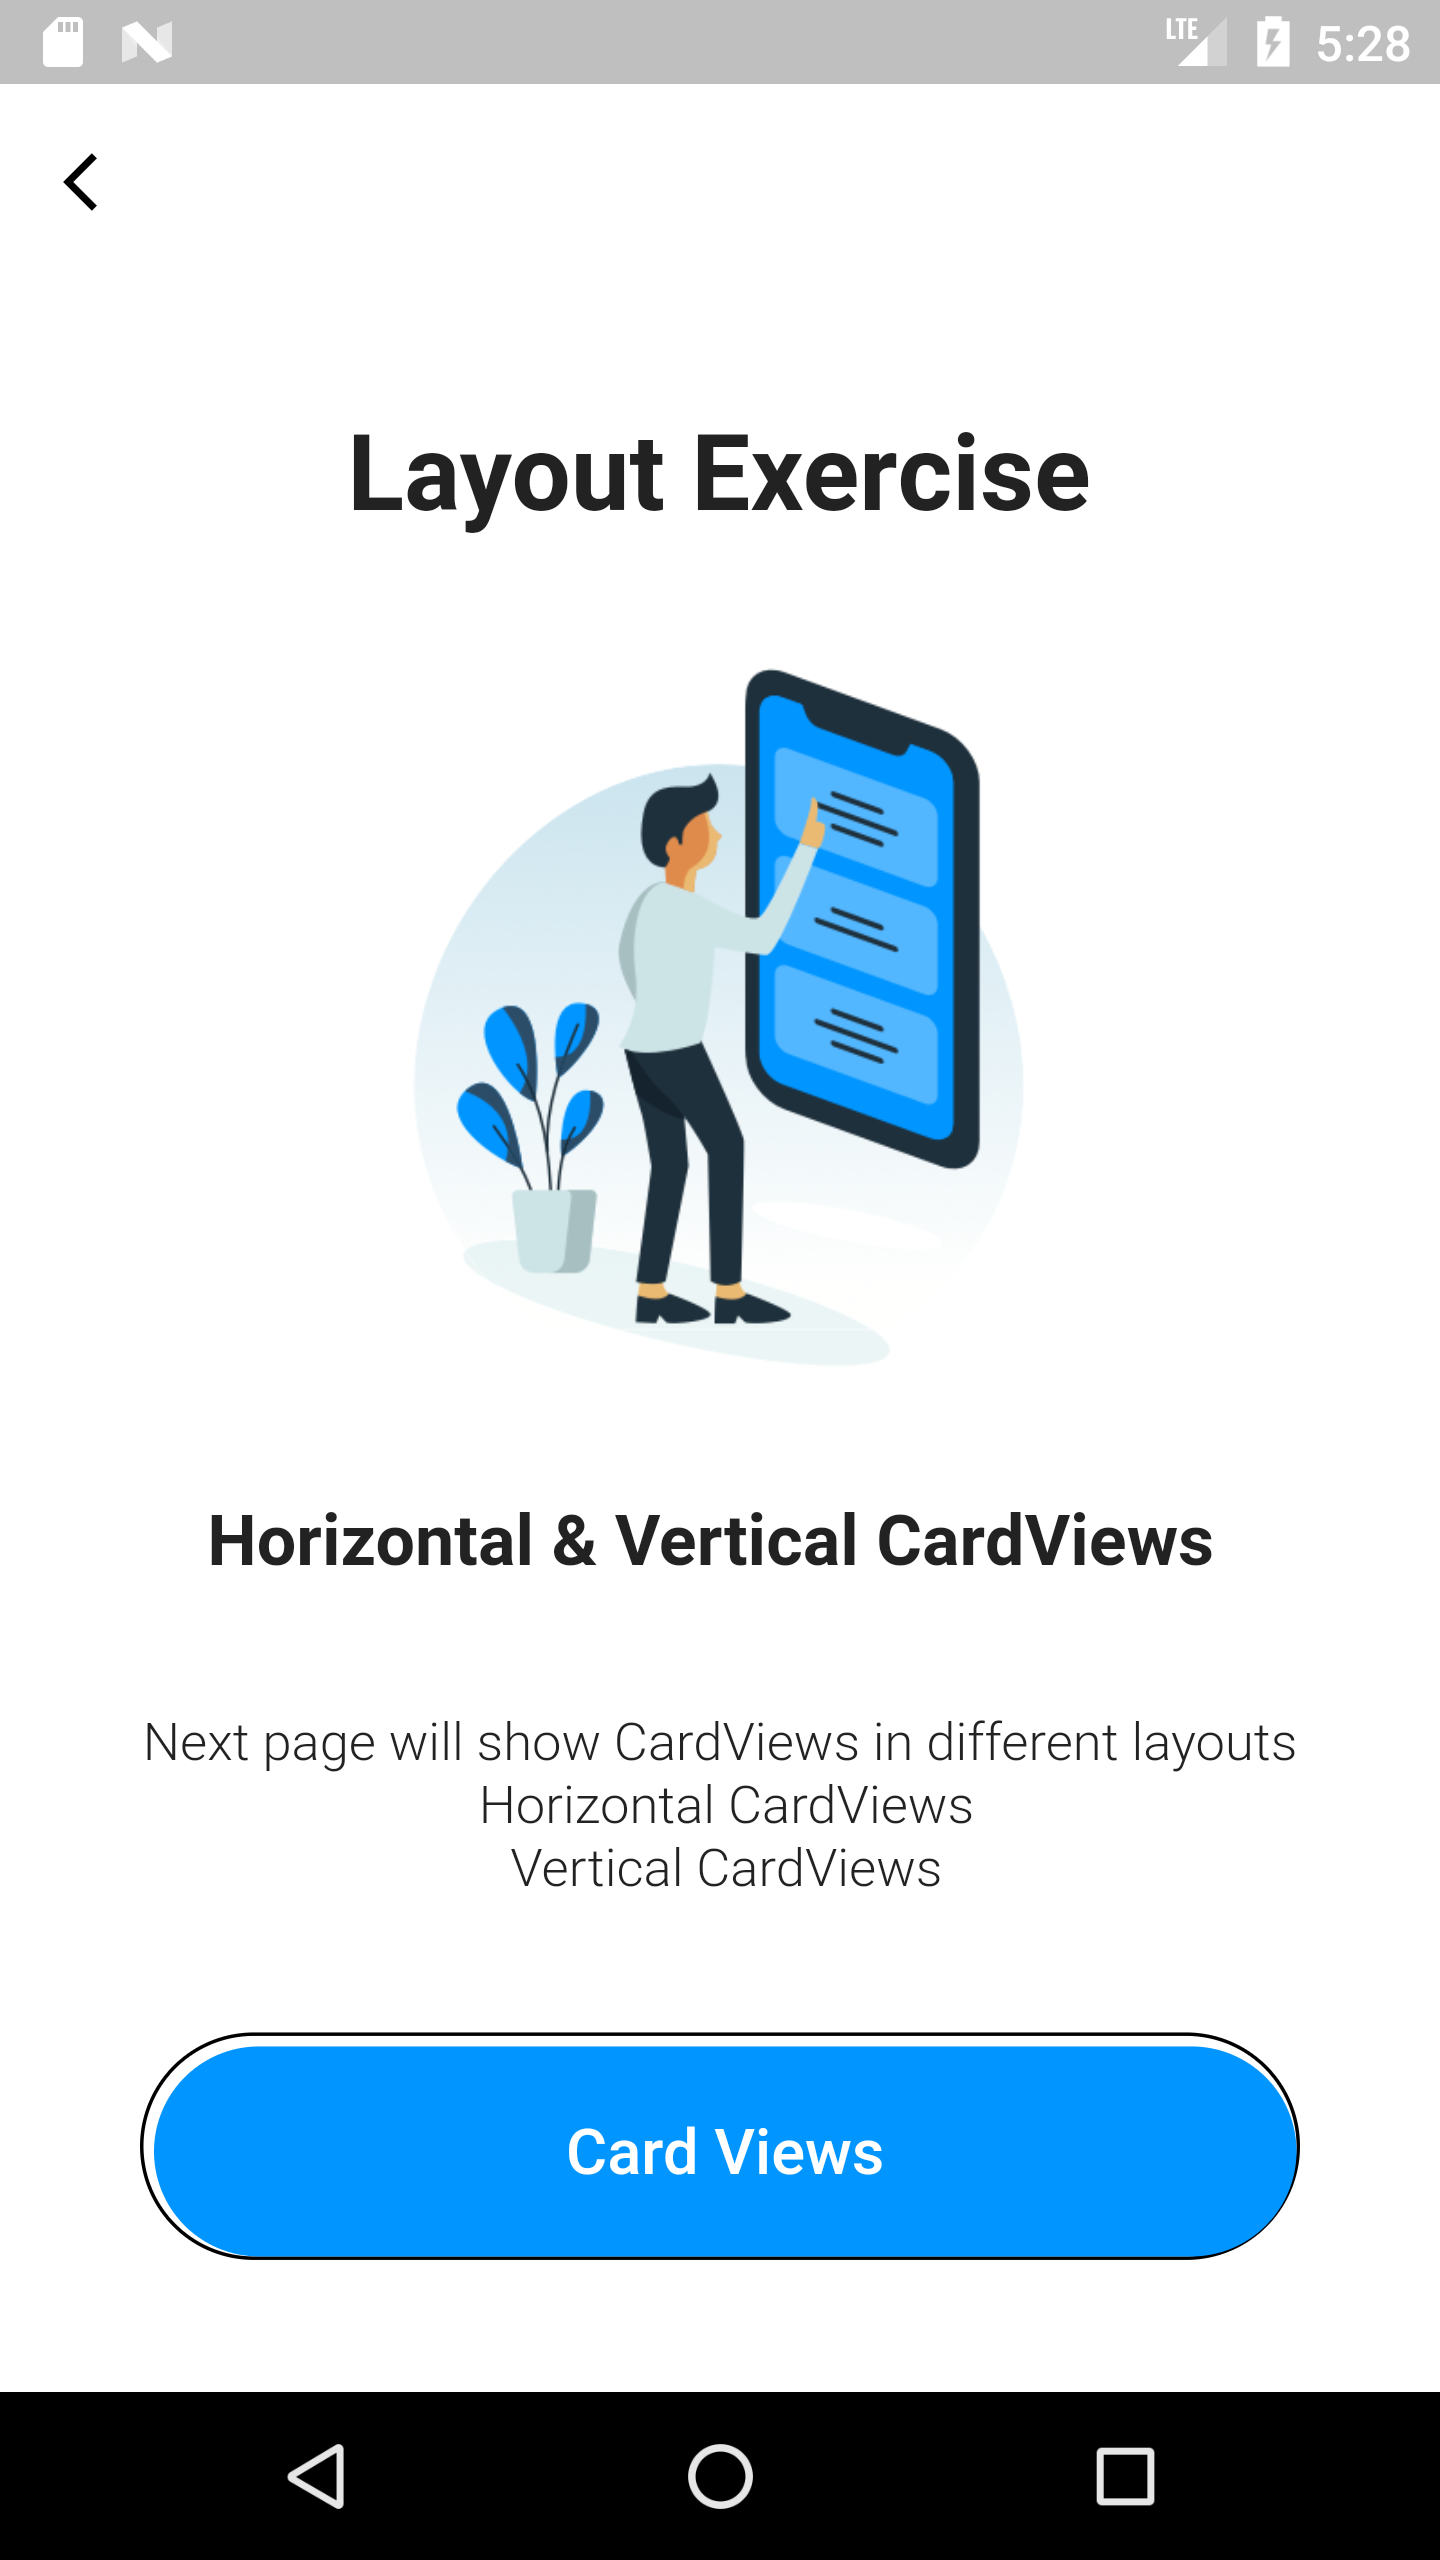 LTE 5:28
Layout Exercise
Horizontal & Vertical CardViews
Next page will show CardViews in different layouts
Horizontal CardViews
Vertical CardViews
Card Views